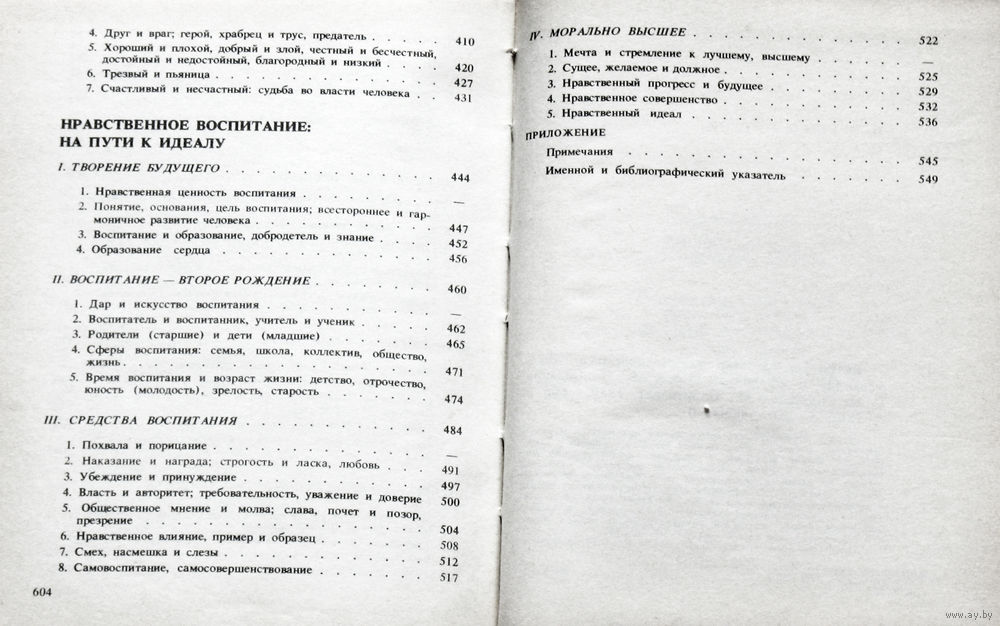 4. Друг и враг; герой, храбрец и трус, предатель . . . . . 410
5. Хороший и плохой, добрый и злой, честный и бесчестный,
достойный и недостойный, благородный и низкий . . . . 420
6. Трезвый и пьяница . . . . . . . . . . . . . 427
7. Счастливый и несчастный: судьба во власти человека . . 431
НРАВСТВЕННОЕ ВОСПИТАНИЕ:
НА ПУТИ К ИДЕАЛУ
I. ТВОРЕНИЕ БУДУЩЕГО . . . . . . . . . . . . . 444
1. Нравственная ценность воспитания . . . . . . . . —
2. Понятие, основания, цель воспитания; всестороннее и гар-
моничное развитие человека . . . . . . . . . . 447
3. Воспитание и образование, добродетель и знание . . . . 452
4. Образование сердца . . . . . . . . . . . . . 456
II. ВОСПИТАНИЕ — ВТОРОЕ РОЖДЕНИЕ . . . . . . . 460
1. Дар и искусство воспитания . . . . . . . . . . —
2. Воспитатель и воспитанник, учитель и ученик . . . . . 462
3. Родители (старшие) и дети (младшие) . . . . . . . 465
4. Сферы воспитания: семья, школа, коллектив, общество,
жизнь . . . . . . . . . . . . . . . . . 471
5. Время воспитания и возраст жизни: детство, отрочество,
юность (молодость), зрелость, старость . . . . . . 474
III. СРЕДСТВА ВОСПИТАНИЯ . . . . . . . . . . . 484
1. Похвала и порицание . . . . . . . . . . . . —
2. Наказание и награда; строгость и ласка, любовь . . . . 491
3. Убеждение и принуждение . . . . . . . . . . . 497
4. Власть и авторитет; требовательность, уважение и доверие 500
5. Общественное мнение и молва; слава, почет и позор,
презрение . . . . . . . . . . . . . . . . 504
6. Нравственное влияние, пример и образец . . . . . . 508
7. Смех, насмешка и слезы . . . . . . . . . . . . 512
8. Самовоспитание, самосовершенствование . . . . . . 517
604
IV. МОРАЛЬНО ВЫСШЕЕ . . . . . . . . . . . . . 522
1. Мечта и стремление к лучшему, высшему . . . . . . —
2. Сущее, желаемое и должное . . . . . . . . . . . 525
3. Нравственный прогресс и будущее . . . . . . . . . 529
4. Нравственное совершенство . . . . . . . . . . . 532
5. Нравственный идеал . . . . . . . . . . . . . 536
ПРИЛОЖЕНИЕ
Примечания . . . . . . . . . . . . . . . . 545
Именной и библиографический указатель . . . . . . . 549
www.ay.by